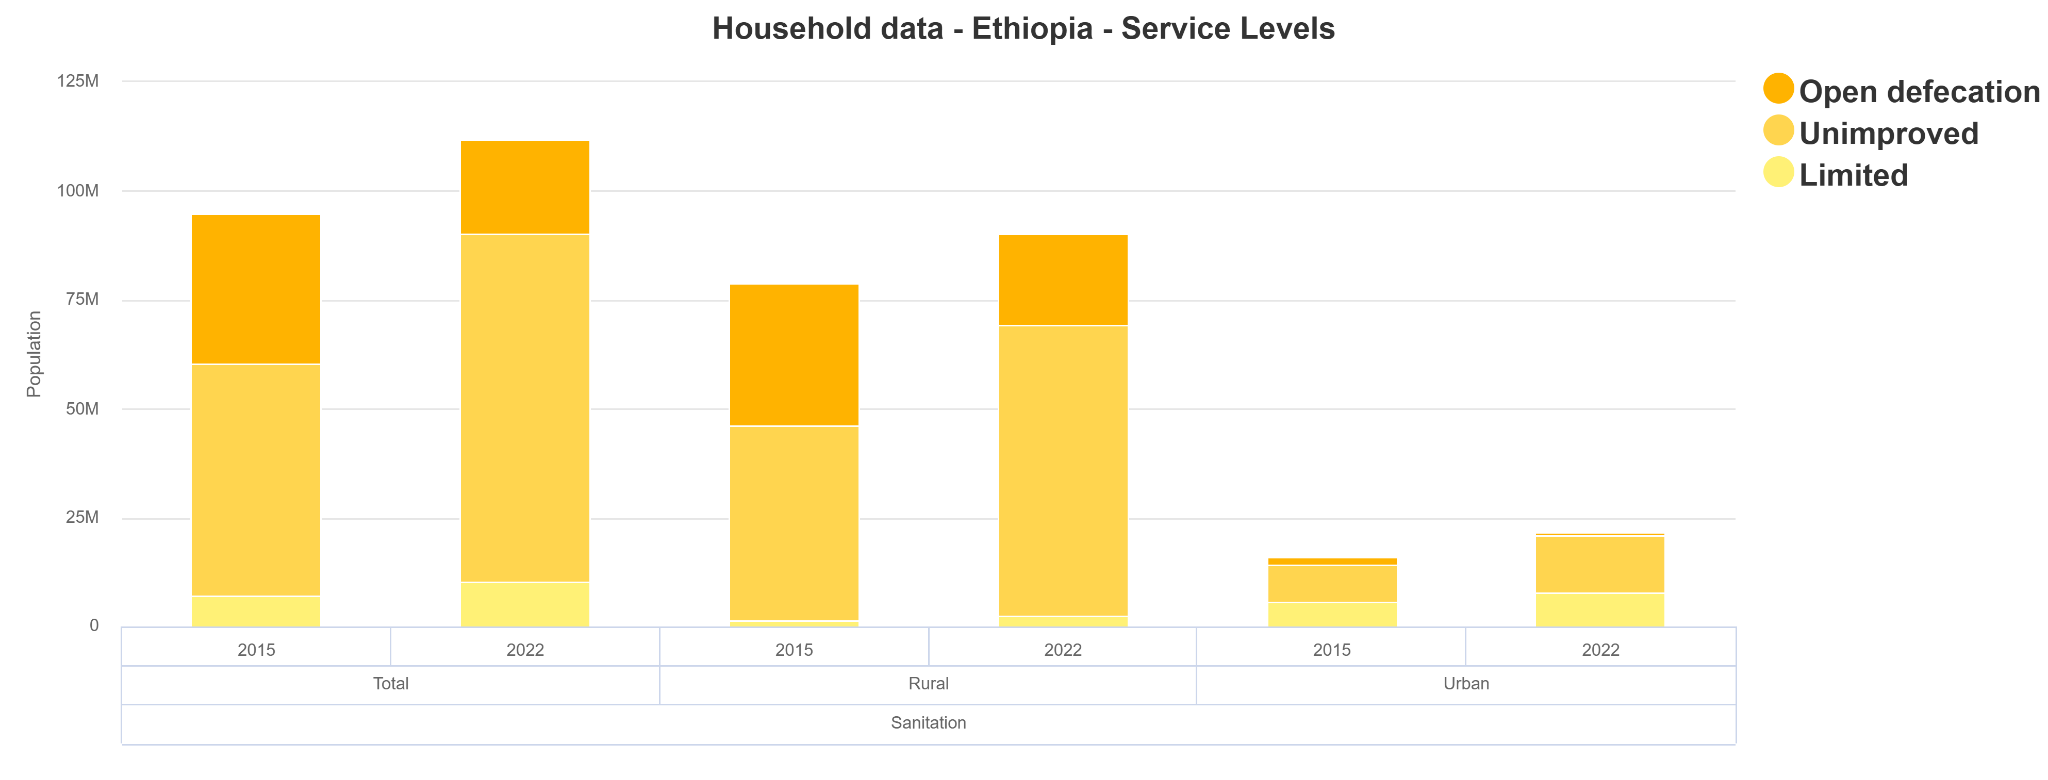 Household data - Ethiopia - Service Levels
125M
100M
75M
50M
25M
0
Population
Open defecation
Unimproved
Limited
2015 2022 2015 2022 2015 2022
Total Rural Urban
Sanitation